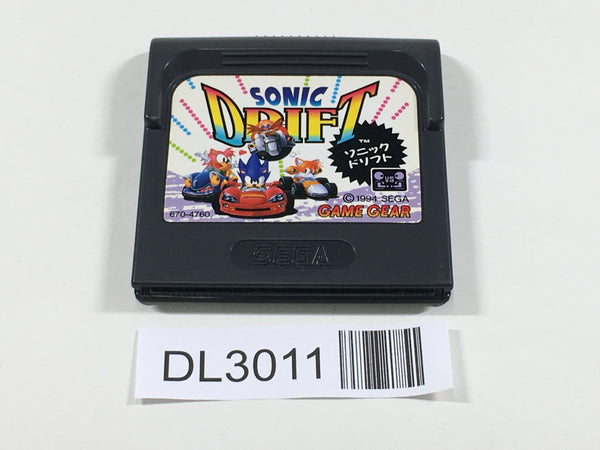 SONIC
DRIFT
TM
ソニック
ドリフト
VS
© 1994 SEGA
670-4760
GAME GEAR
SEGA
DL3011